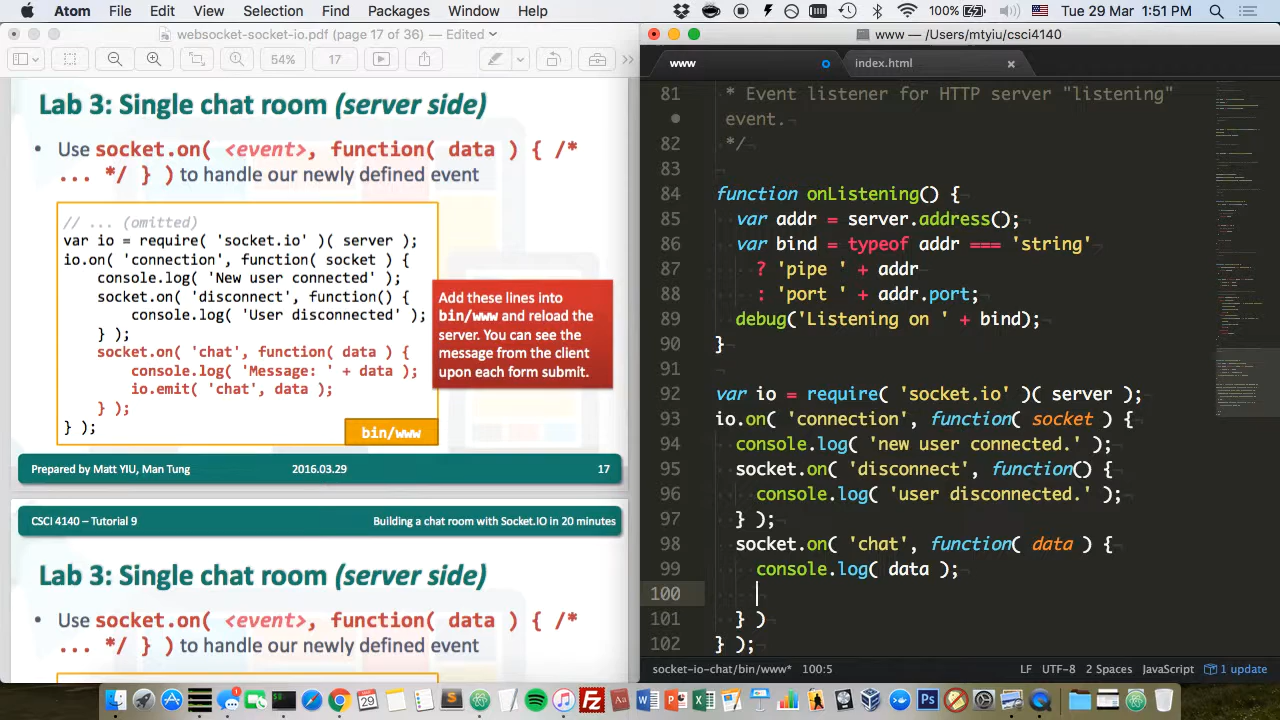 Atom File Edit View Selection Find Packages Window Help 100% Tue 29 Mar 1:51 PM
websocket-socket-io.pdf (page 17 of 36) — Edited
54% 17
Lab 3: Single chat room (server side)
• Use socket.on( <event>, function( data ) { /*
... */ } ) to handle our newly defined event
// ... (omitted)
var io = require( 'socket.io' )( server );
io.on( 'connection', function( socket ) {
console.log( 'New user connected' );
socket.on( 'disconnect', function() {
console.log( 'User disconnected' );
} );
socket.on( 'chat', function( data ) {
console.log( 'Message: ' + data );
io.emit( 'chat', data );
} );
} );
bin/www
Add these lines into
bin/www and reload the
server. You can see the
message from the client
upon each form submit.
Prepared by Matt YIU, Man Tung 2016.03.29 17
CSCI 4140 – Tutorial 9 Building a chat room with Socket.IO in 20 minutes
Lab 3: Single chat room (server side)
• Use socket.on( <event>, function( data ) { /*
... */ } ) to handle our newly defined event
www — /Users/mtyiu/csci4140
www index.html
81 * Event listener for HTTP server "listening"
• event.
82 */
83
84 function onListening() {
85 var addr = server.address();
86 var bind = typeof addr === 'string'
87 ? 'pipe ' + addr
88 : 'port ' + addr.port;
89 debug('Listening on ' + bind);
90 }
91
92 var io = require( 'socket.io' )( server );
93 io.on( 'connection', function( socket ) {
94 console.log( 'new user connected.' );
95 socket.on( 'disconnect', function() {
96 console.log( 'user disconnected.' );
97 } );
98 socket.on( 'chat', function( data ) {
99 console.log( data );
100
101 } )
102 } );
socket-io-chat/bin/www* 100:5 LF UTF-8 2 Spaces JavaScript 1 update